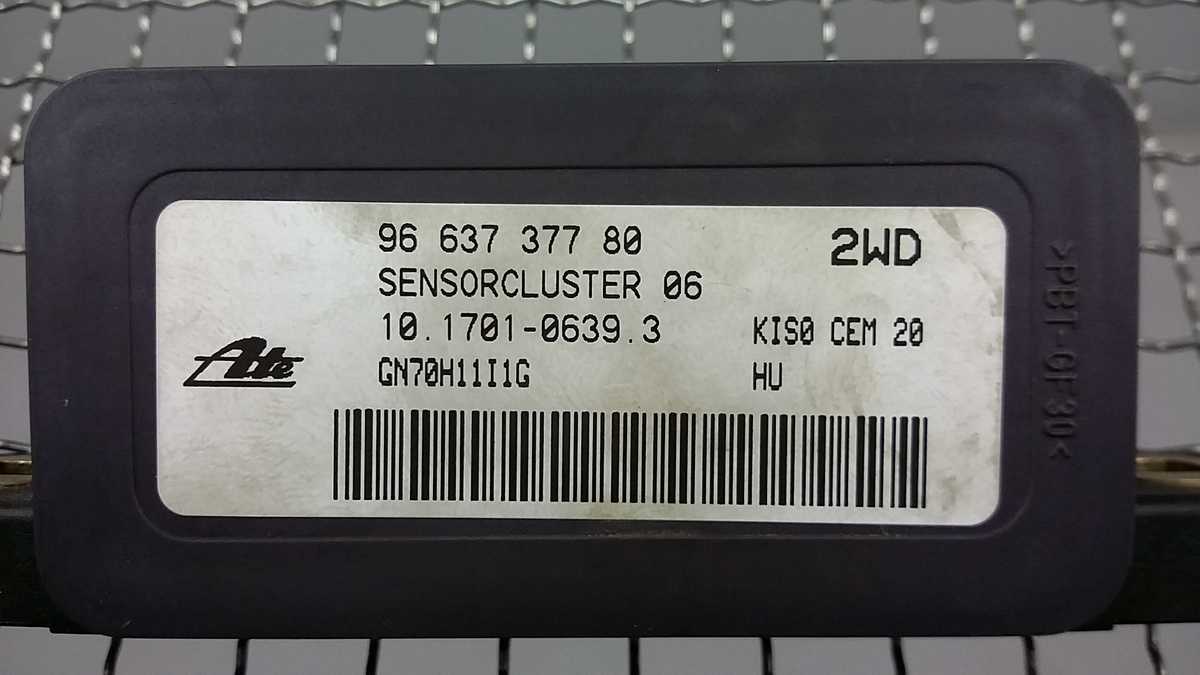 96 637 377 80
2WD
SENSORCLUSTER 06
10.1701-0639.3
KIS0 CEM 20
Ate
GN70H11I1G
HU
>PBT-GF30<